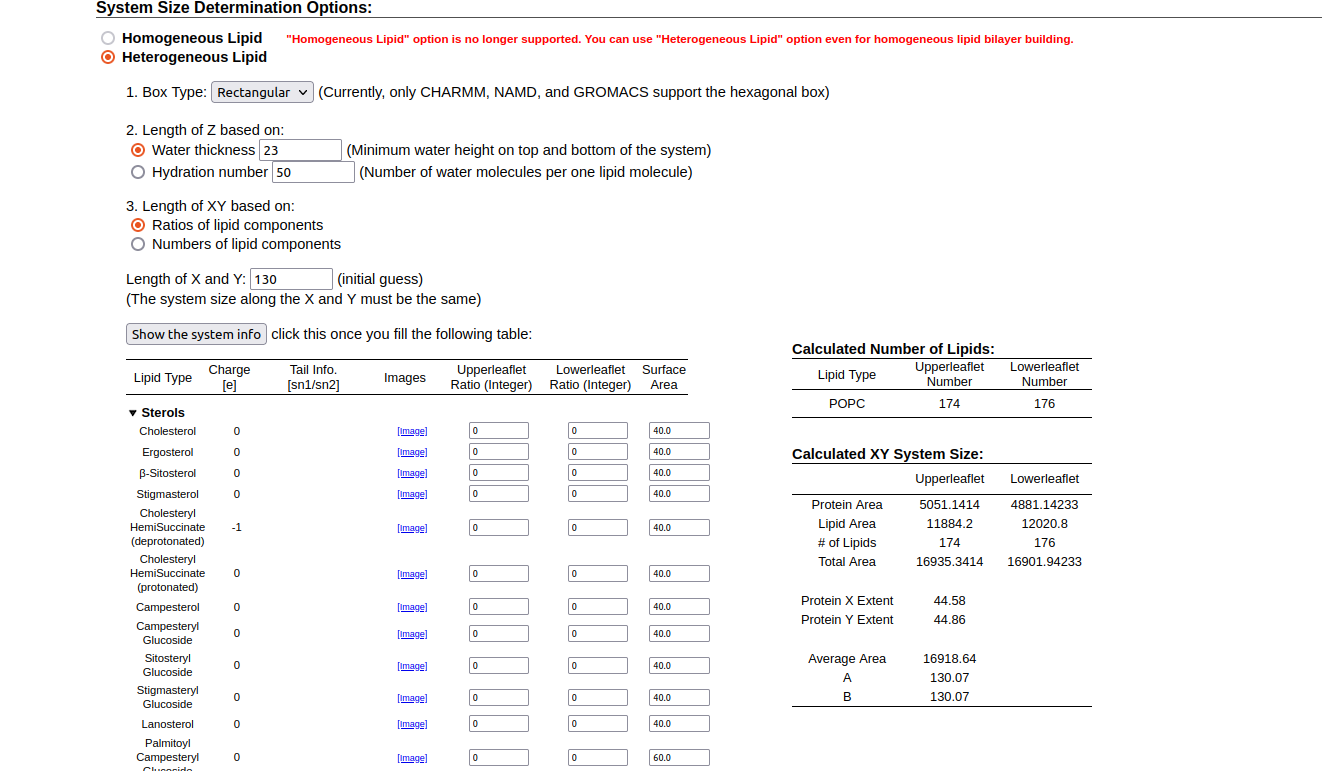 System Size Determination Options:
Homogeneous Lipid "Homogeneous Lipid" option is no longer supported. You can use "Heterogeneous Lipid" option even for homogeneous lipid bilayer building.
Heterogeneous Lipid
1. Box Type: Rectangular (Currently, only CHARMM, NAMD, and GROMACS support the hexagonal box)
2. Length of Z based on:
Water thickness 23 (Minimum water height on top and bottom of the system)
Hydration number 50 (Number of water molecules per one lipid molecule)
3. Length of XY based on:
Ratios of lipid components
Numbers of lipid components
Length of X and Y: 130 (initial guess)
(The system size along the X and Y must be the same)
Show the system info click this once you fill the following table:
Lipid Type Charge [e] Tail Info. [sn1/sn2] Images Upperleaflet Ratio (Integer) Lowerleaflet Ratio (Integer) Surface Area
▼ Sterols
Cholesterol 0 [Image] 0 0 40.0
Ergosterol 0 [Image] 0 0 40.0
β-Sitosterol 0 [Image] 0 0 40.0
Stigmasterol 0 [Image] 0 0 40.0
Cholesteryl
HemiSuccinate -1 [Image] 0 0 40.0
(deprotonated)
Cholesteryl
HemiSuccinate 0 [Image] 0 0 40.0
(protonated)
Campesterol 0 [Image] 0 0 40.0
Campesteryl
Glucoside 0 [Image] 0 0 40.0
Sitosteryl
Glucoside 0 [Image] 0 0 40.0
Stigmasteryl
Glucoside 0 [Image] 0 0 40.0
Lanosterol 0 [Image] 0 0 40.0
Palmitoyl
Campesteryl 0 [Image] 0 0 60.0
Glucoside
Calculated Number of Lipids:
Lipid Type Upperleaflet Number Lowerleaflet Number
POPC 174 176
Calculated XY System Size:
Upperleaflet Lowerleaflet
Protein Area 5051.1414 4881.14233
Lipid Area 11884.2 12020.8
# of Lipids 174 176
Total Area 16935.3414 16901.94233
Protein X Extent 44.58
Protein Y Extent 44.86
Average Area 16918.64
A 130.07
B 130.07